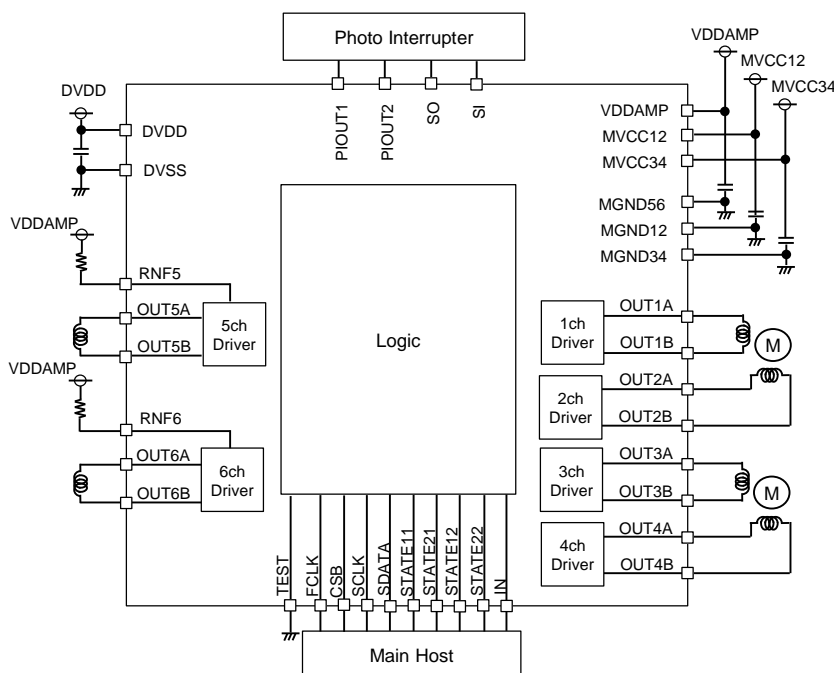 Photo Interrupter
VDDAMP
MVCC12
MVCC34
DVDD
PIOUT1
PIOUT2
SO
SI
DVDD
DVSS
VDDAMP
MVCC12
MVCC34
MGND56
MGND12
MGND34
VDDAMP
RNF5
OUT5A
5ch
Driver
OUT5B
VDDAMP
RNF6
OUT6A
6ch
Driver
OUT6B
Logic
1ch
Driver
OUT1A
OUT1B
M
2ch
Driver
OUT2A
OUT2B
3ch
Driver
OUT3A
OUT3B
M
4ch
Driver
OUT4A
OUT4B
TEST
FCLK
CSB
SCLK
SDATA
STATE11
STATE21
STATE12
STATE22
IN
Main Host